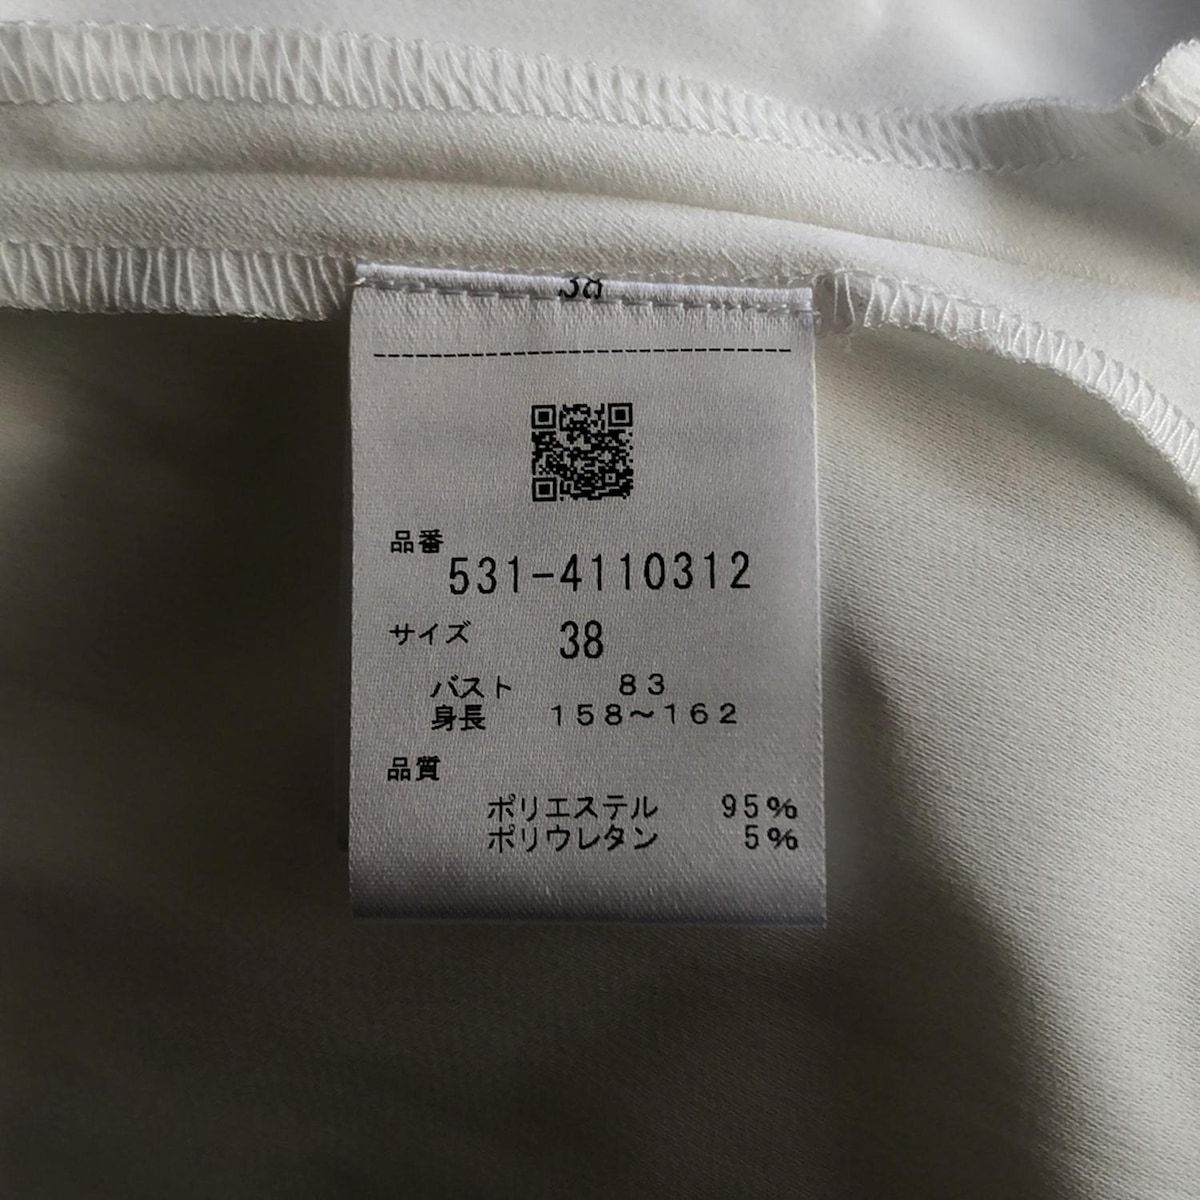 38
品番
531-4110312
サイズ 38
バスト 83
身長 158～162
品質
ポリエステル 95%
ポリウレタン 5%